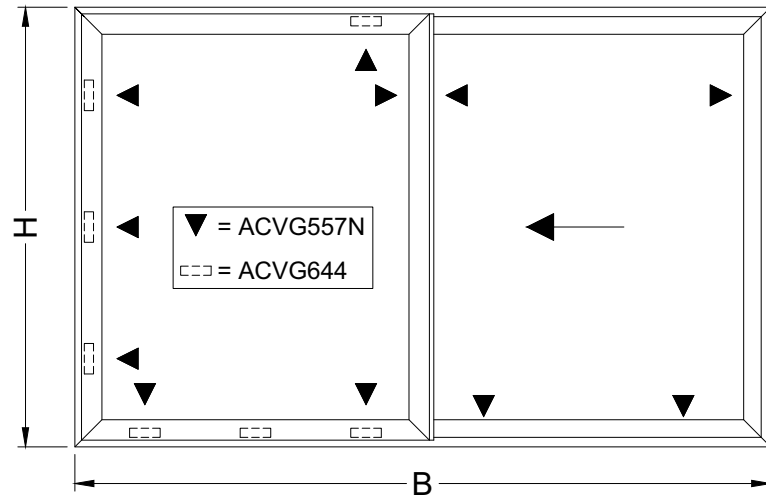 H
= ACVG557N
= ACVG644
B